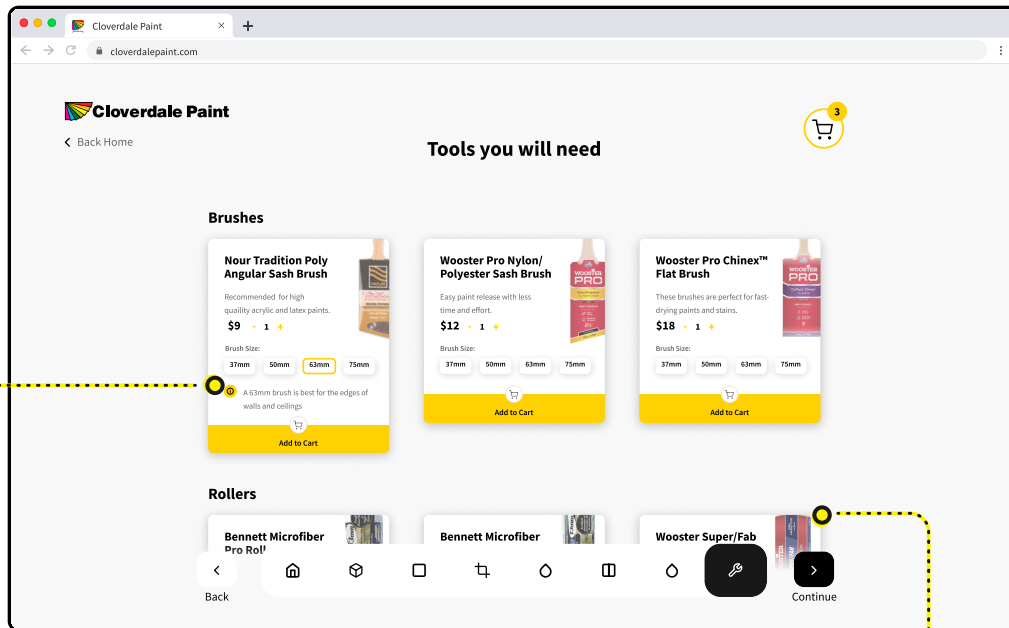 Cloverdale Paint
cloverdalepaint.com
Cloverdale Paint
3
Back Home
Tools you will need
Brushes
Nour Tradition Poly
Angular Sash Brush
Recommended for high
quaility acrylic and latex paints.
$9 - 1 +
Brush Size:
37mm 50mm 63mm 75mm
A 63mm brush is best for the edges of
walls and ceilings
Add to Cart
Wooster Pro Nylon/
Polyester Sash Brush
Easy paint release with less
time and effort.
$12 - 1 +
Brush Size:
37mm 50mm 63mm 75mm
Add to Cart
WOOSTER
PRO
Wooster Pro Chinex™
Flat Brush
These brushes are perfect for fast-
drying paints and stains.
$18 - 1 +
Brush Size:
37mm 50mm 63mm 75mm
Add to Cart
WOOSTER
PRO
Rollers
Bennett Microfiber
Pro Roll
Bennett Microfiber
Wooster Super/Fab
Back
Continue